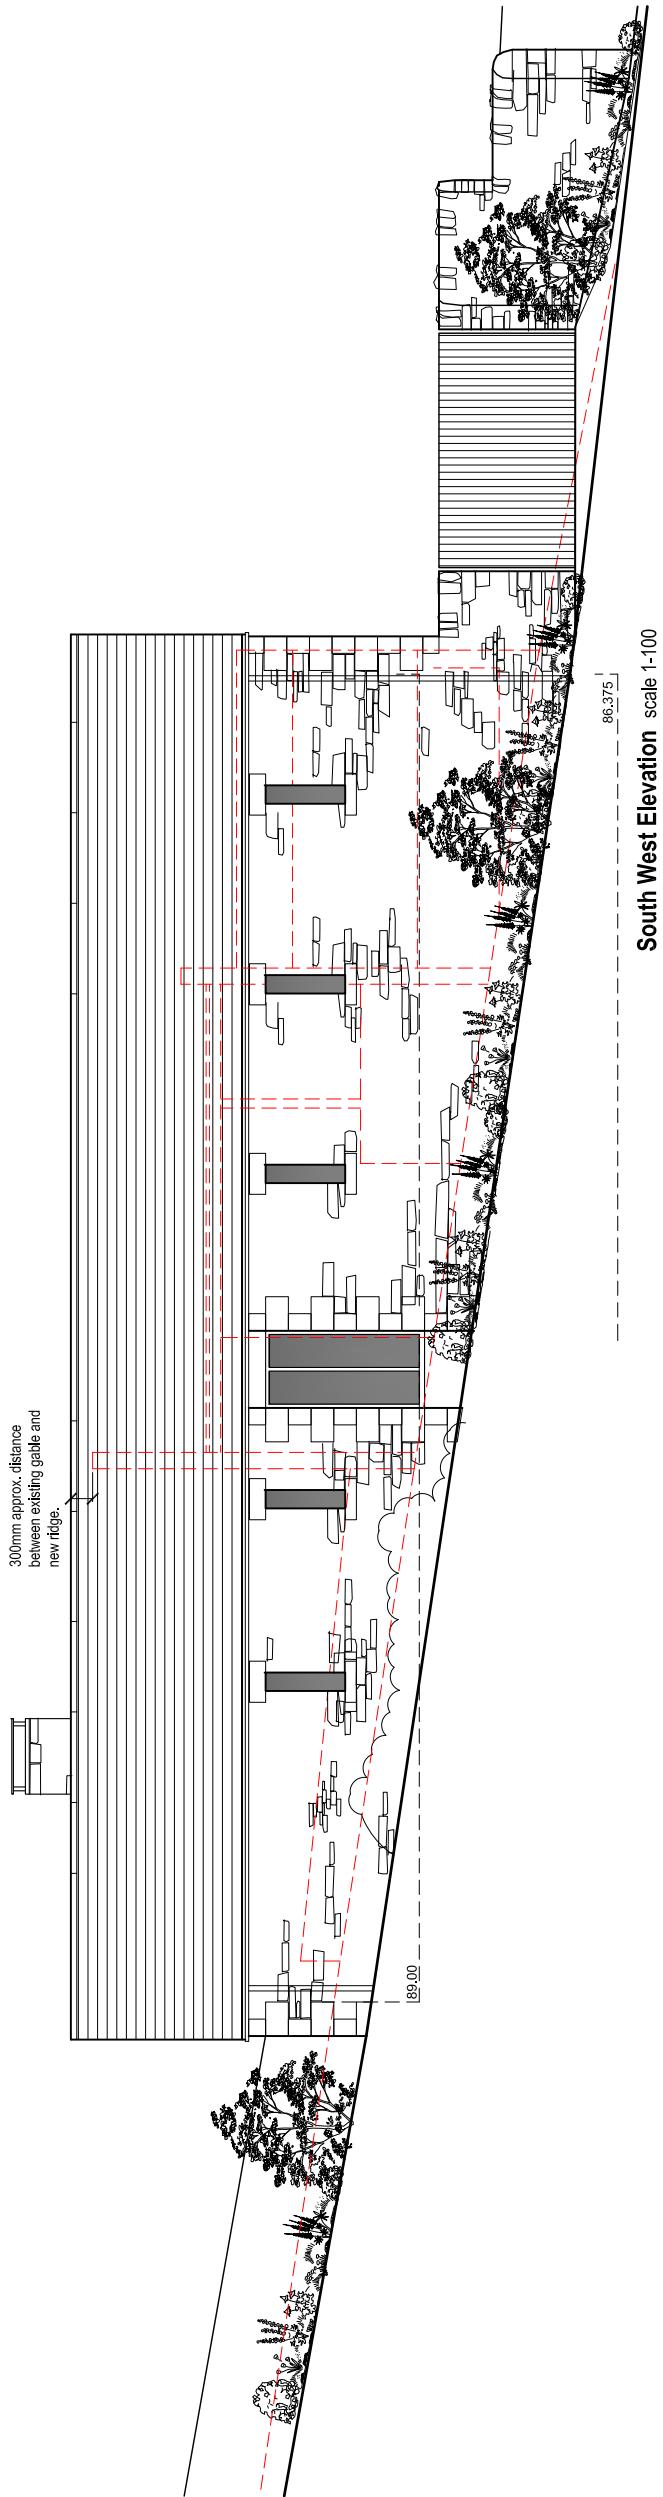 300mm approx. distance
between existing gable and
new ridge.
89.00
86.375
South West Elevation scale 1-100